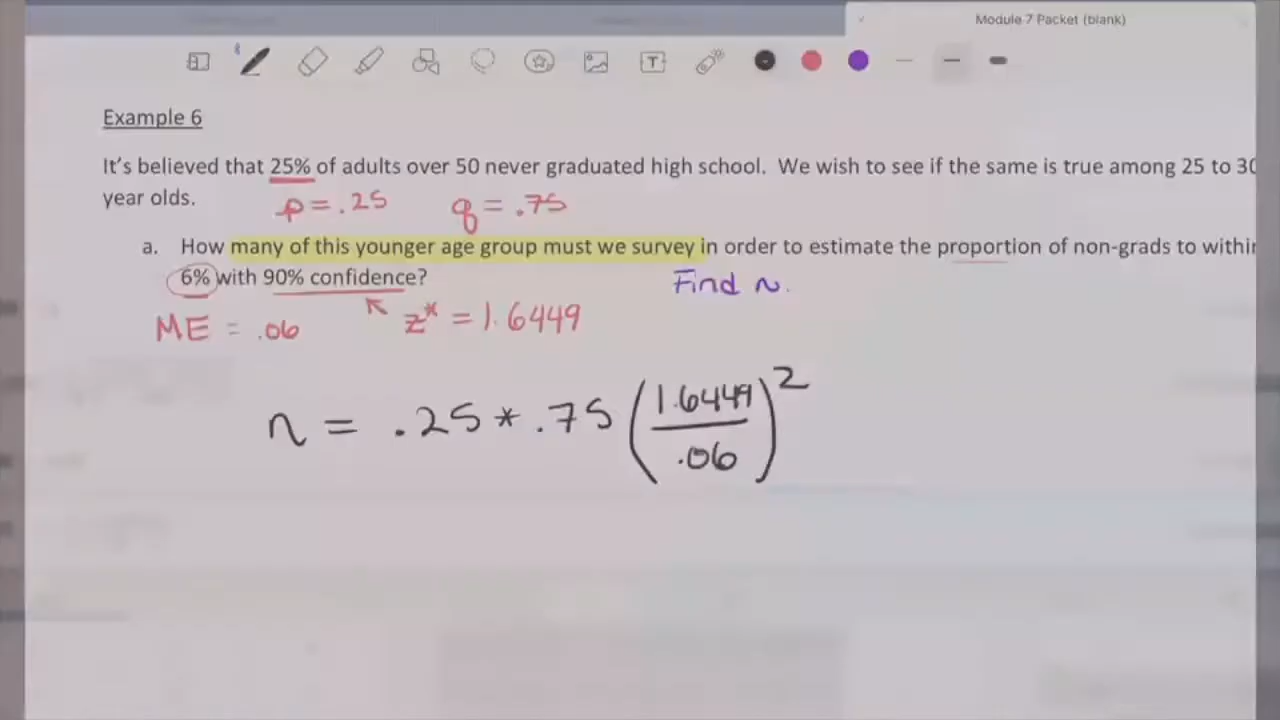 Module 7 Packet (blank)
T
Example 6
It's believed that 25% of adults over 50 never graduated high school. We wish to see if the same is true among 25 to 30
year olds.
p = .25 q = .75
a. How many of this younger age group must we survey in order to estimate the proportion of non-grads to within
6% with 90% confidence?
Find n.
ME = .06 z* = 1.6449
n = .25 * .75 (1.6449/.06)²